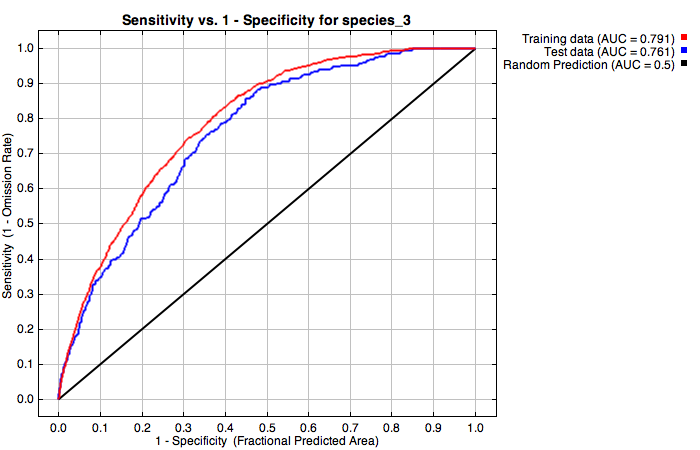 Sensitivity vs. 1 - Specificity for species_3
Training data (AUC = 0.791)
Test data (AUC = 0.761)
Random Prediction (AUC = 0.5)
Sensitivity (1 - Omission Rate)
1.0
0.9
0.8
0.7
0.6
0.5
0.4
0.3
0.2
0.1
0.0
0.0 0.1 0.2 0.3 0.4 0.5 0.6 0.7 0.8 0.9 1.0
1 - Specificity (Fractional Predicted Area)